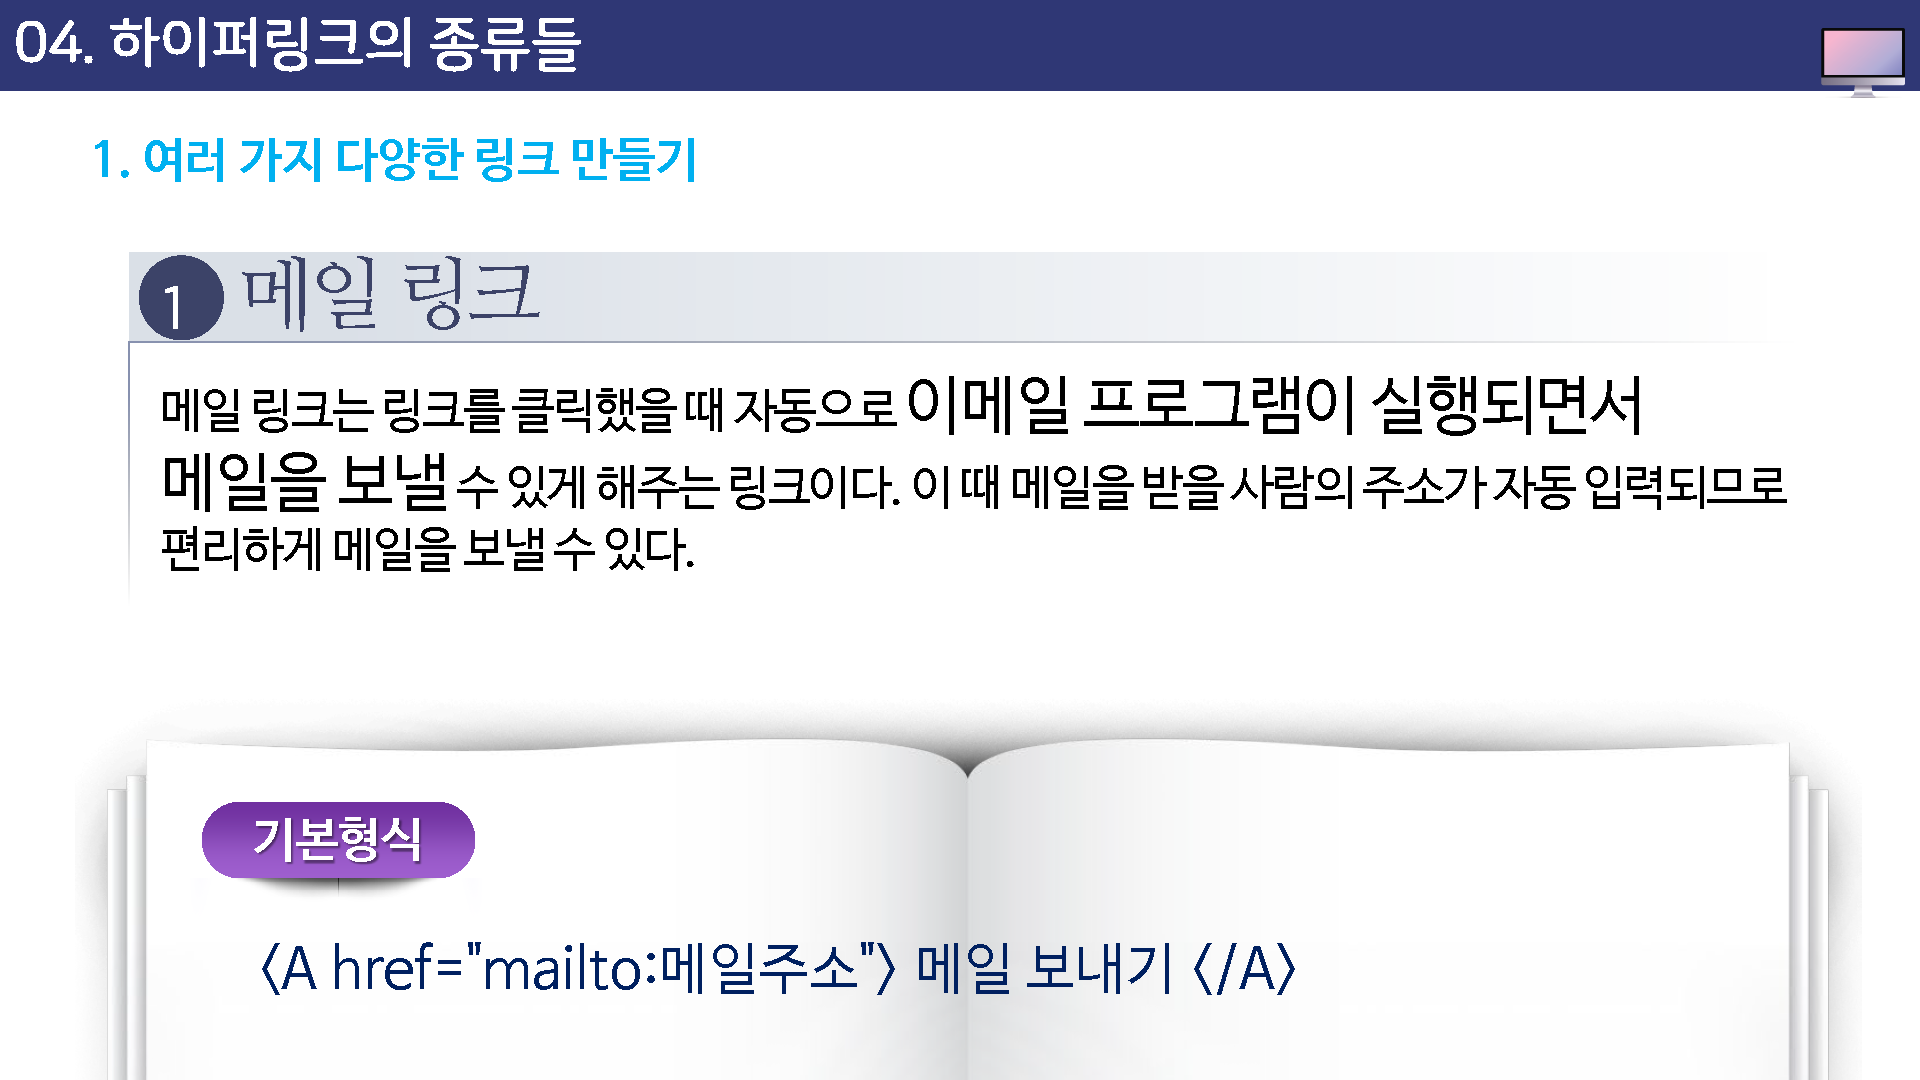 04. 하이퍼링크의 종류들
1. 여러 가지 다양한 링크 만들기
1 메일 링크
메일 링크는 링크를 클릭했을 때 자동으로 이메일 프로그램이 실행되면서
메일을 보낼 수 있게 해주는 링크이다. 이 때 메일을 받을 사람의 주소가 자동 입력되므로
편리하게 메일을 보낼 수 있다.
기본형식
<A href="mailto:메일주소"> 메일 보내기 </A>